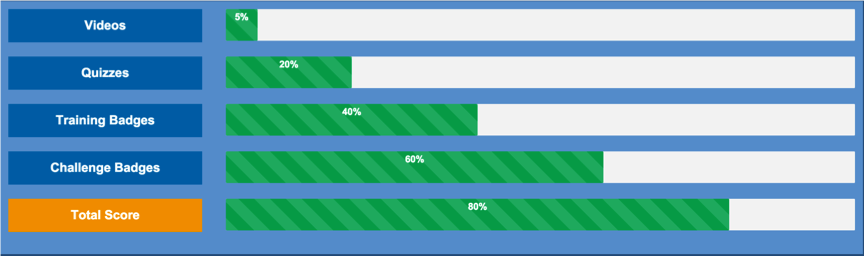 Videos 5%
Quizzes 20%
Training Badges 40%
Challenge Badges 60%
Total Score 80%